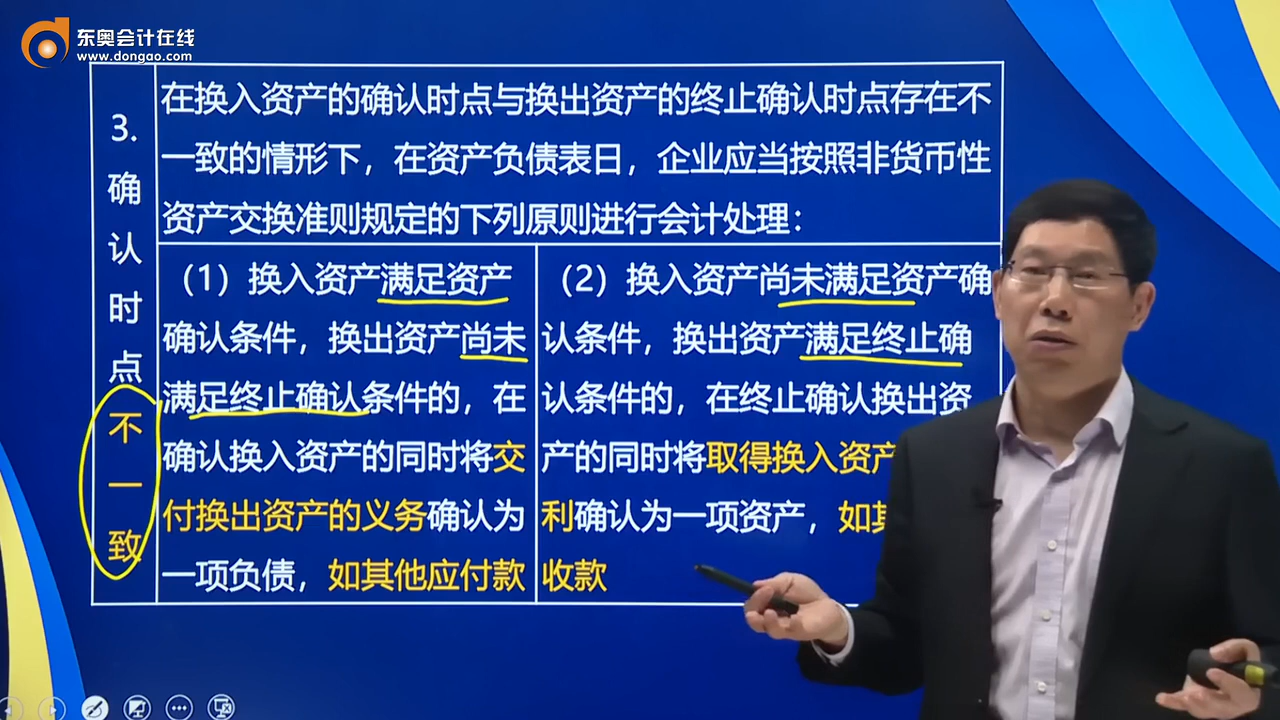 东奥会计在线
www.dongao.com
3.确认时点不一致
在换入资产的确认时点与换出资产的终止确认时点存在不
一致的情形下，在资产负债表日，企业应当按照非货币性
资产交换准则规定的下列原则进行会计处理：
（1）换入资产满足资产
确认条件，换出资产尚未
满足终止确认条件的，在
确认换入资产的同时将交
付换出资产的义务确认为
一项负债，如其他应付款
（2）换入资产尚未满足资产确
认条件，换出资产满足终止确
认条件的，在终止确认换出资
产的同时将取得换入资产
利确认为一项资产，如其
收款